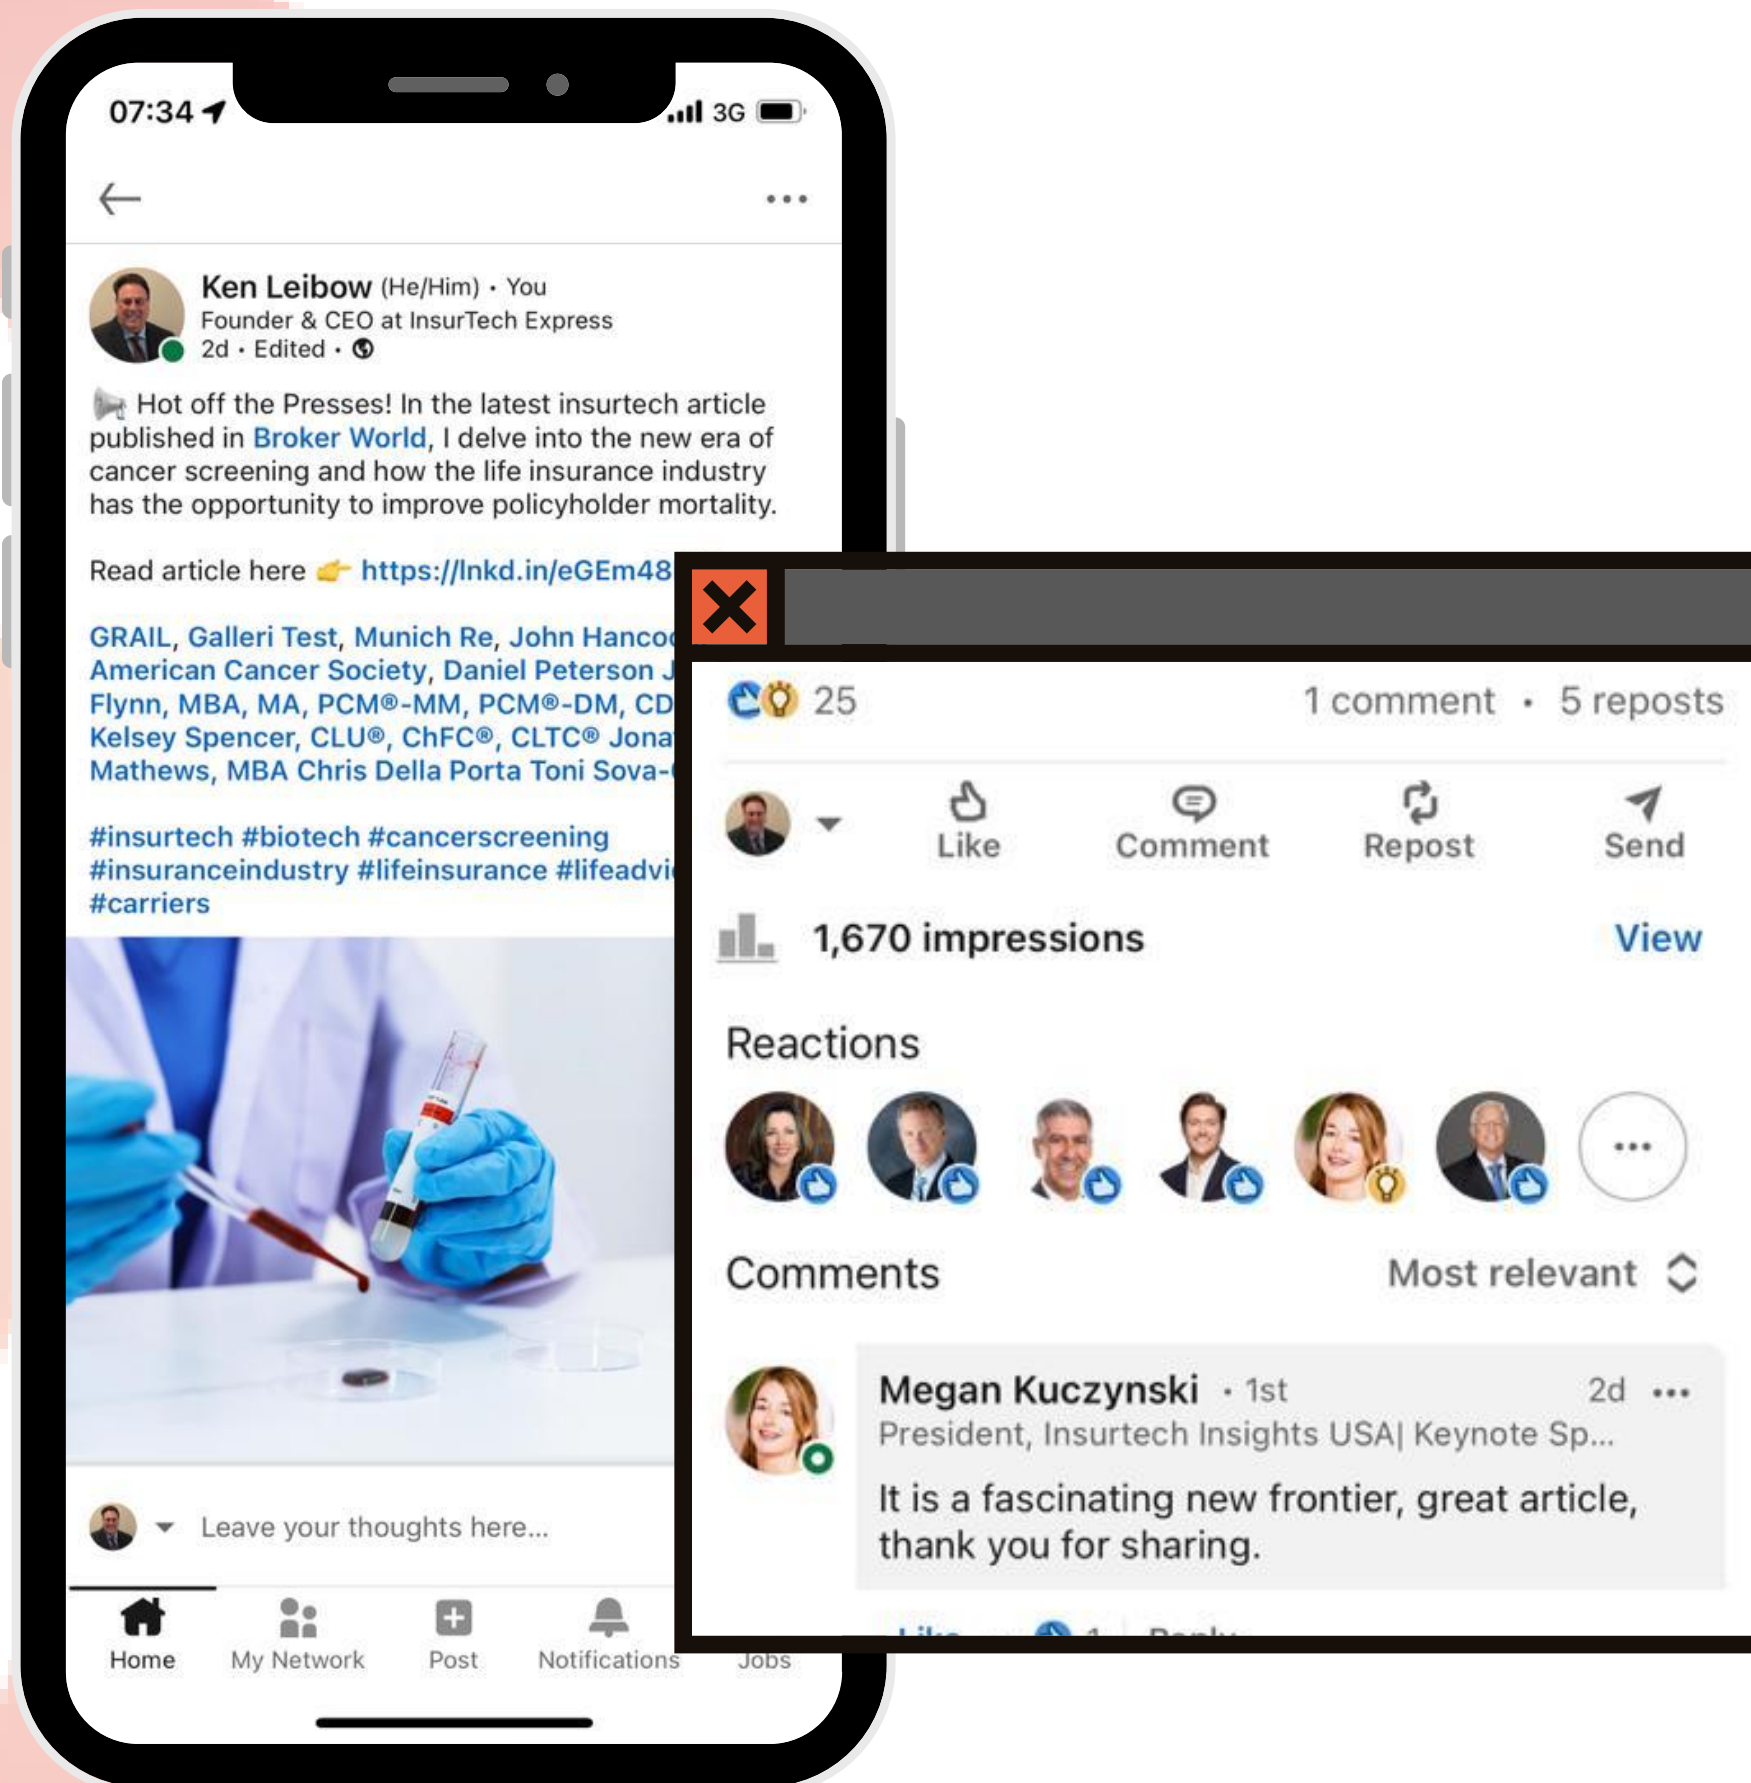 07:34
3G
Ken Leibow (He/Him) • You
Founder & CEO at InsurTech Express
2d • Edited •
Hot off the Presses! In the latest insurtech article
published in Broker World, I delve into the new era of
cancer screening and how the life insurance industry
has the opportunity to improve policyholder mortality.
Read article here https://lnkd.in/eGEm48
GRAIL, Galleri Test, Munich Re, John
American Cancer Society, Daniel Peterson
Flynn, MBA, MA, PCM®-MM, PCM®-DM,
Kelsey Spencer, CLU®, ChFC®, CLTC®
Mathews, MBA Chris Della Porta Toni Sova-
#insurtech #biotech #cancerscreening
#insuranceindustry #lifeinsurance
#carriers
Leave your thoughts here...
Home
My Network
Post
Notifications
Jobs
25
1 comment • 5 reposts
Like
Comment
Repost
Send
1,670 impressions
View
Reactions
Comments
Most relevant
Megan Kuczynski • 1st
2d
President, Insurtech Insights USA| Keynote Sp...
It is a fascinating new frontier, great article,
thank you for sharing.